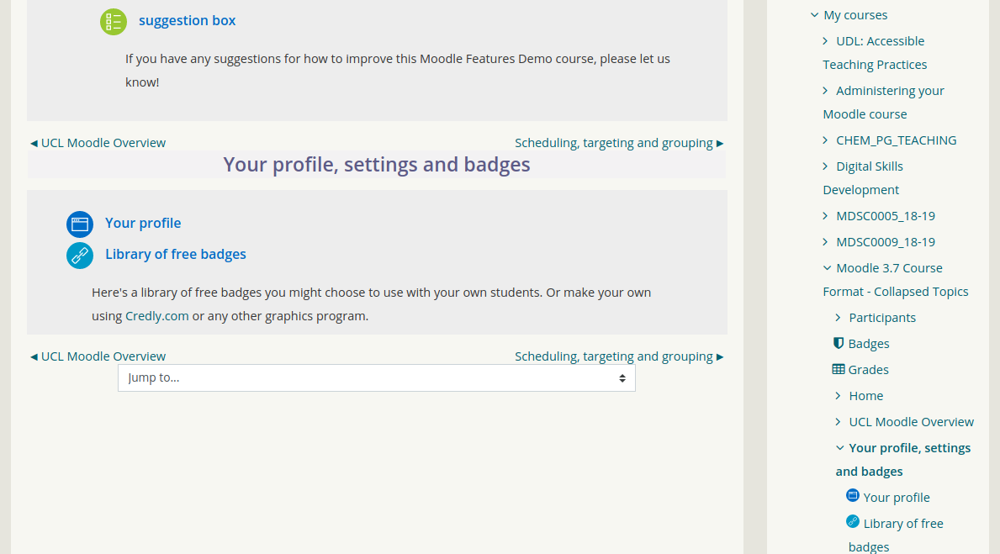 suggestion box
If you have any suggestions for how to improve this Moodle Features Demo course, please let us
know!
◀ UCL Moodle Overview
Scheduling, targeting and grouping ▶
Your profile, settings and badges
Your profile
Library of free badges
Here's a library of free badges you might choose to use with your own students. Or make your own
using Credly.com or any other graphics program.
◀ UCL Moodle Overview
Scheduling, targeting and grouping ▶
Jump to...
My courses
UDL: Accessible
Teaching Practices
Administering your
Moodle course
CHEM_PG_TEACHING
Digital Skills
Development
MDSC0005_18-19
MDSC0009_18-19
Moodle 3.7 Course
Format - Collapsed Topics
Participants
Badges
Grades
Home
UCL Moodle Overview
Your profile, settings
and badges
Your profile
Library of free
badges